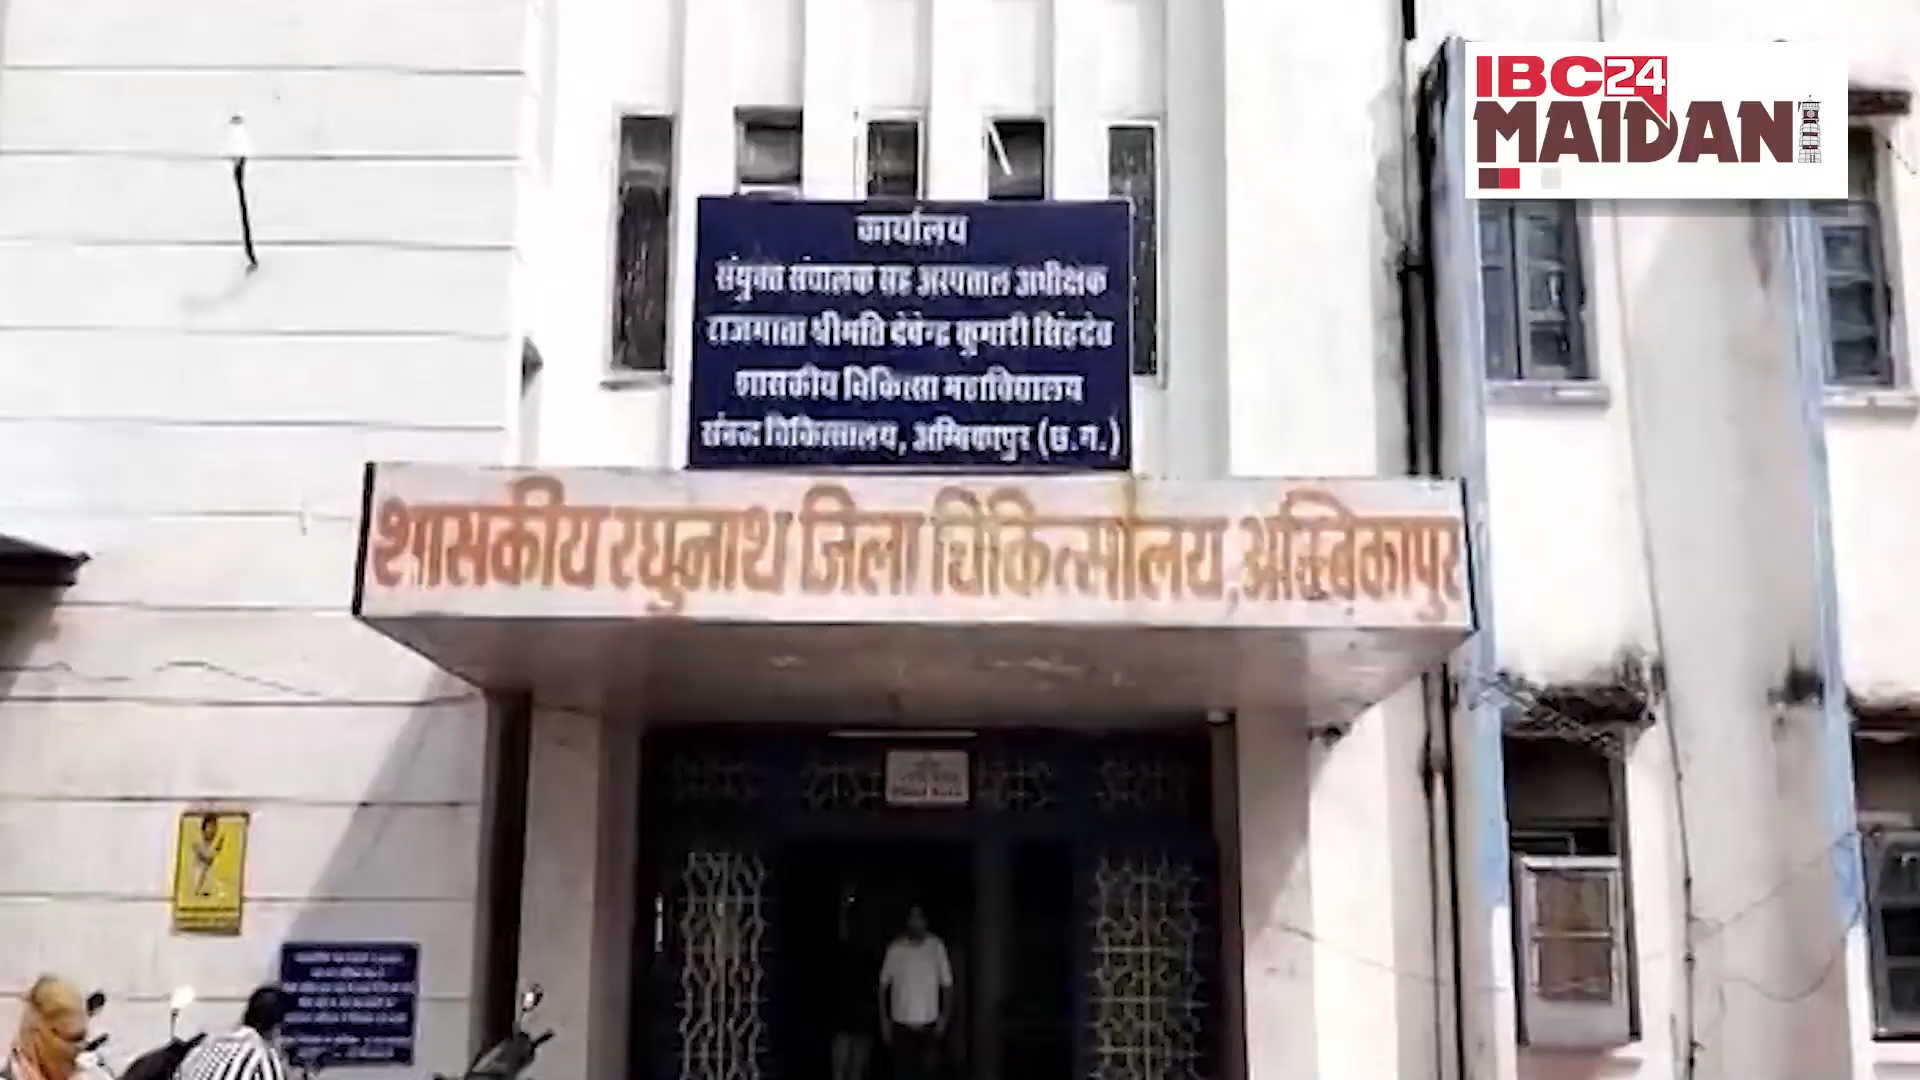 IBC24
MAIDAN
कार्यालय
संयुक्त संचालक सह अस्पताल अधीक्षक
राजमाता श्रीमति देवेन्द्र कुमारी सिंहदेव
शासकीय चिकित्सा महाविद्यालय
संबद्ध चिकित्सालय, अम्बिकापुर (छ.ग.)
शासकीय रघुनाथ जिला चिकित्सालय, अम्बिकापुर